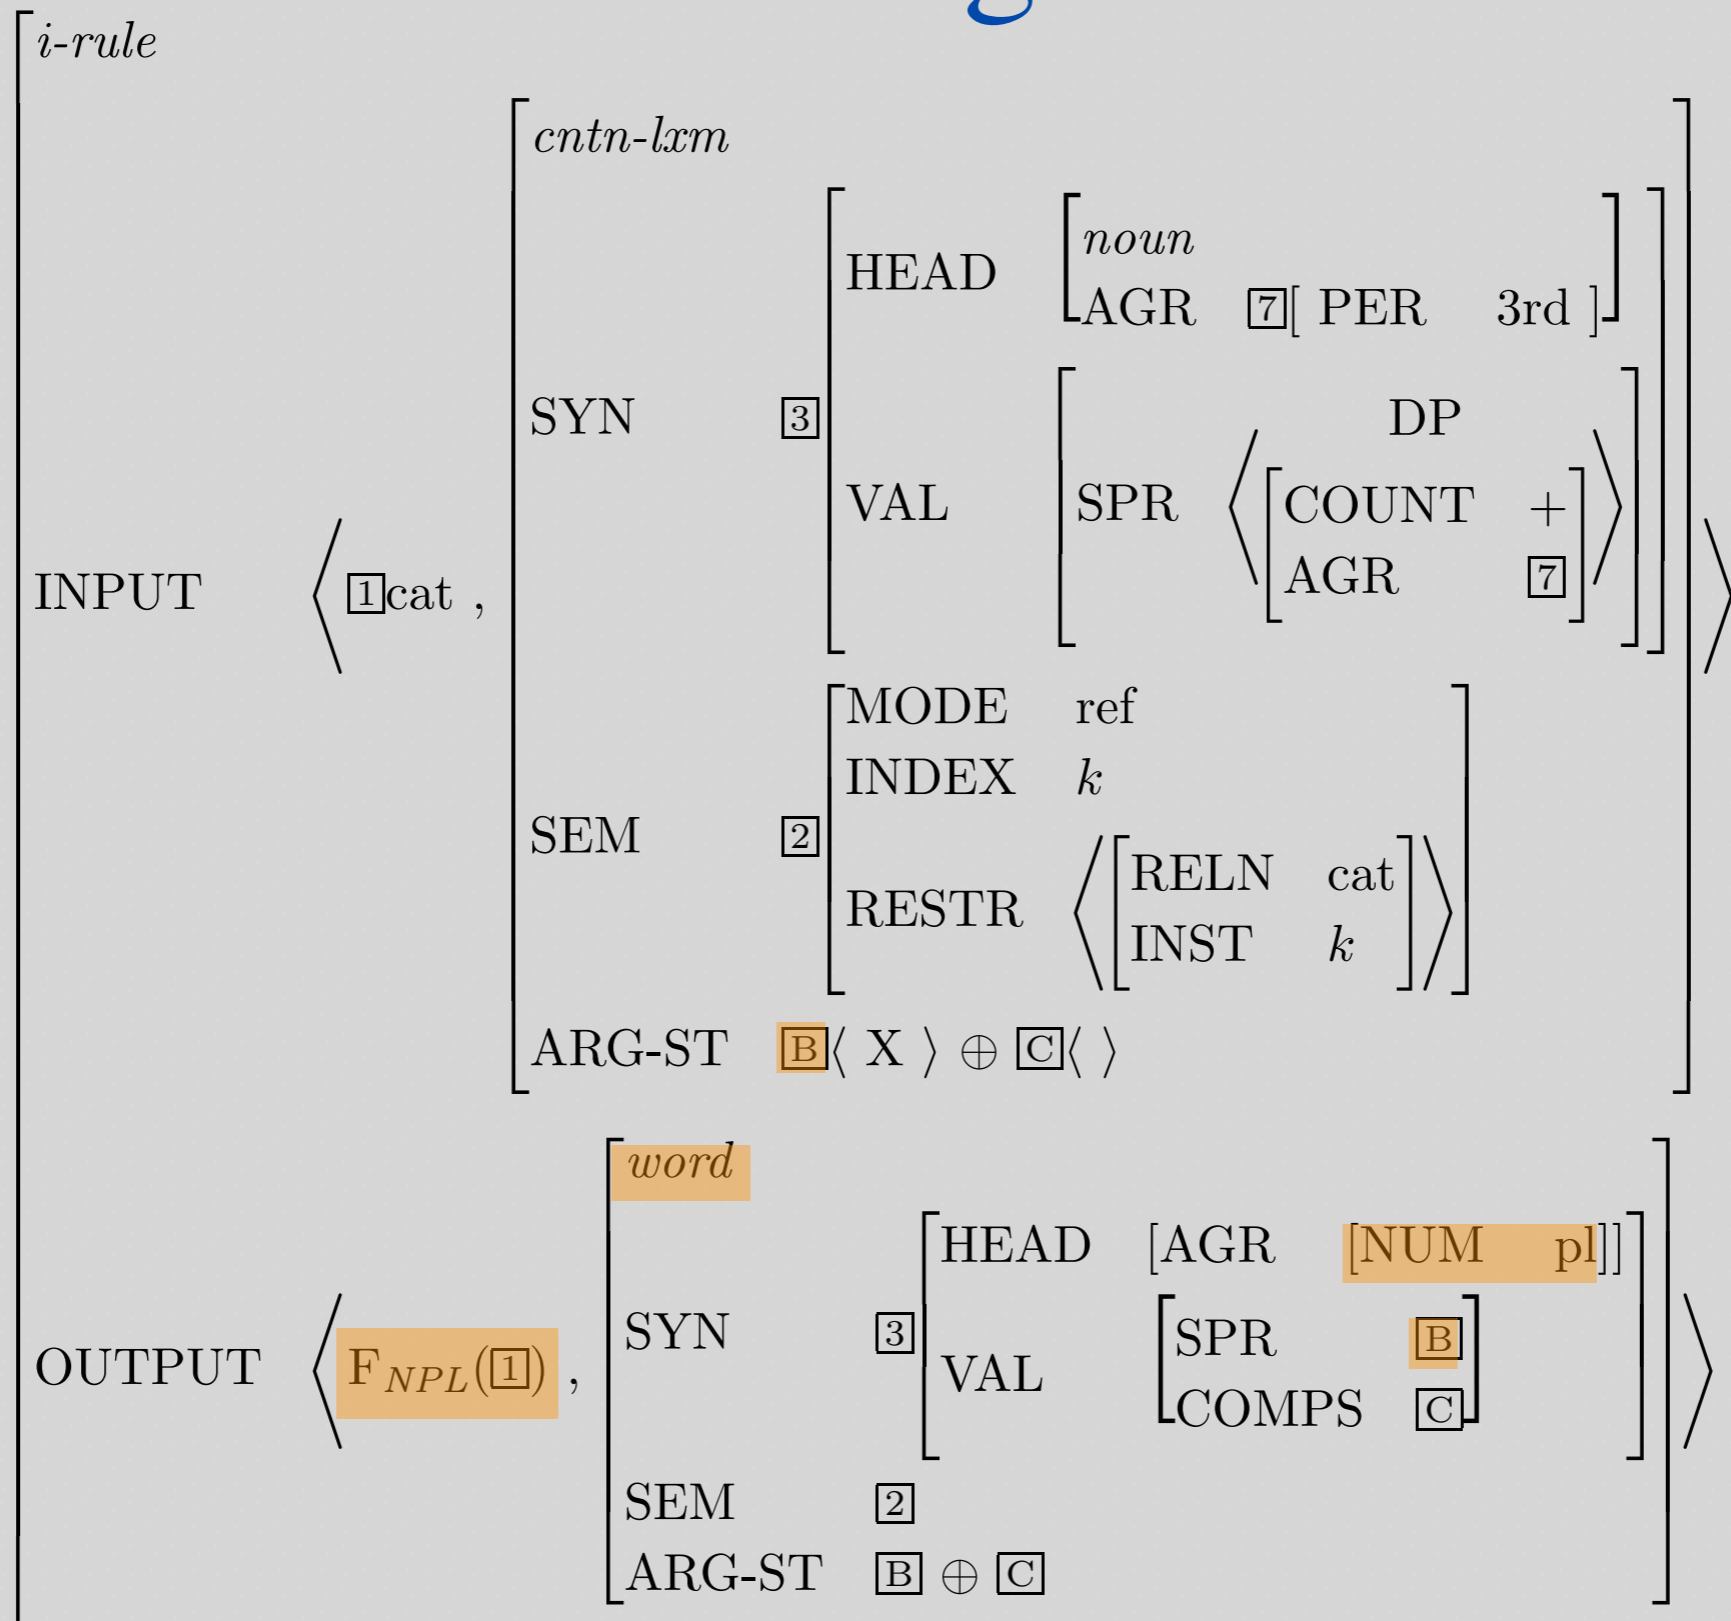 g
i-rule
cntn-lxm
noun
HEAD
AGR 7[ PER 3rd ]
SYN 3
DP
VAL SPR ⟨ COUNT + ⟩
AGR 7
INPUT ⟨ 1cat ,
MODE ref
INDEX k
SEM 2
RELN cat
RESTR
INST k
ARG-ST B⟨ X ⟩ ⊕ C⟨ ⟩
word
HEAD [AGR [NUM pl]]
SYN 3
SPR B
OUTPUT ⟨ F_NPL(1) , VAL
COMPS C
SEM 2
ARG-ST B ⊕ C